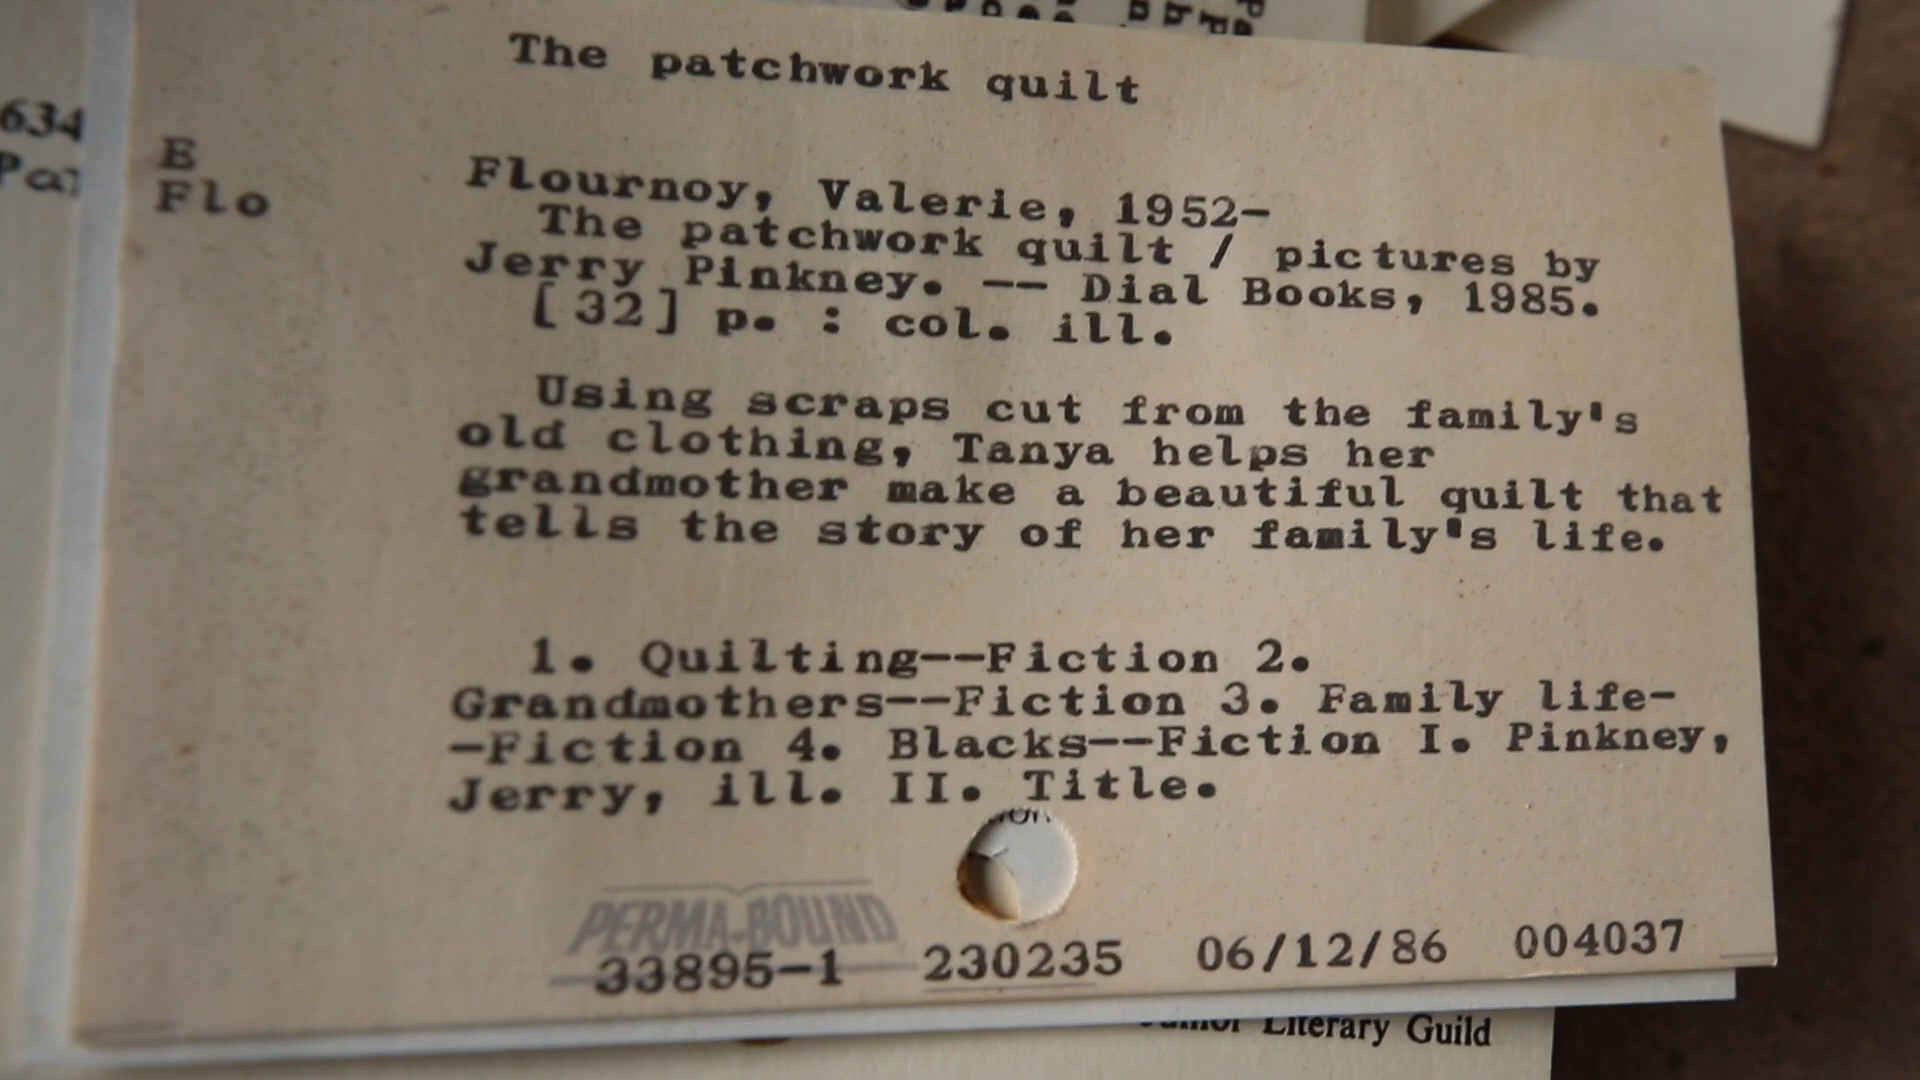 The patchwork quilt
634
E
Flo
Flournoy, Valerie, 1952-
The patchwork quilt / pictures by
Jerry Pinkney. -- Dial Books, 1985.
[32] p. : col. ill.
Using scraps cut from the family's
old clothing, Tanya helps her
grandmother make a beautiful quilt that
tells the story of her family's life.
1. Quilting--Fiction 2.
Grandmothers--Fiction 3. Family life-
-Fiction 4. Blacks--Fiction I. Pinkney,
Jerry, ill. II. Title.
PERMA-BOUND
33895-1 230235 06/12/86 004037
Literary Guild